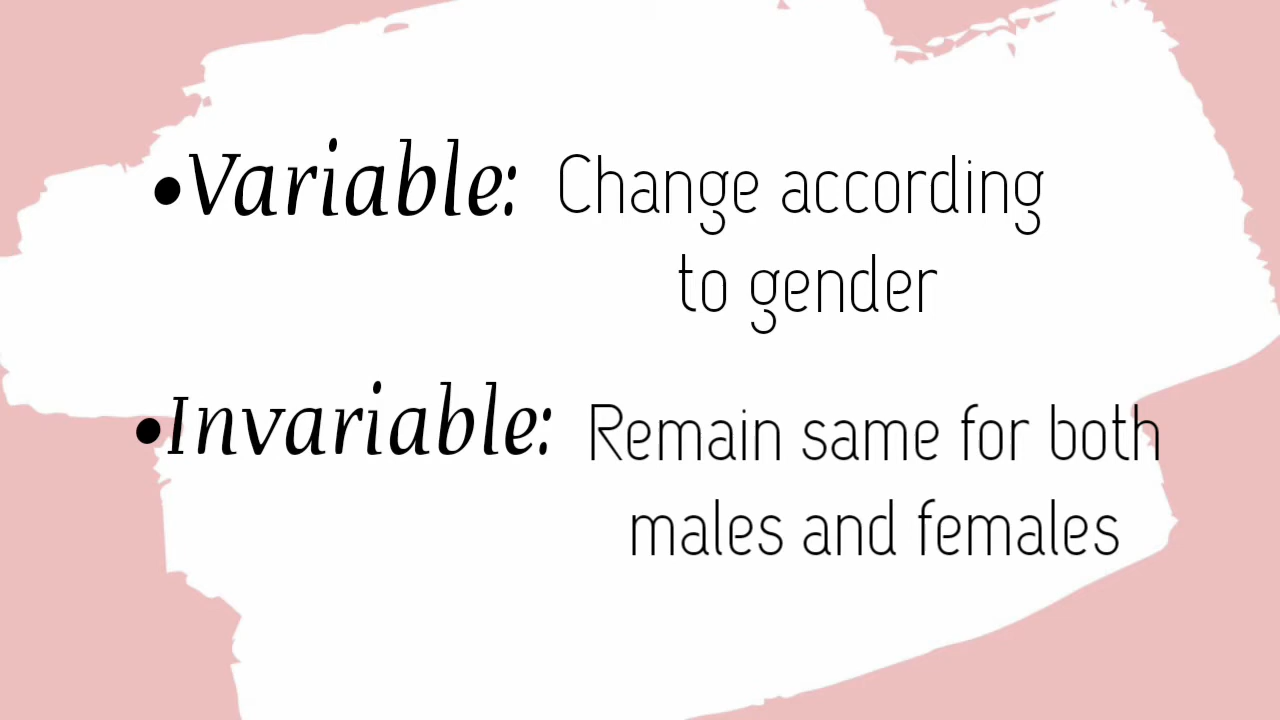 •Variable: Change according
to gender
•Invariable: Remain same for both
males and females